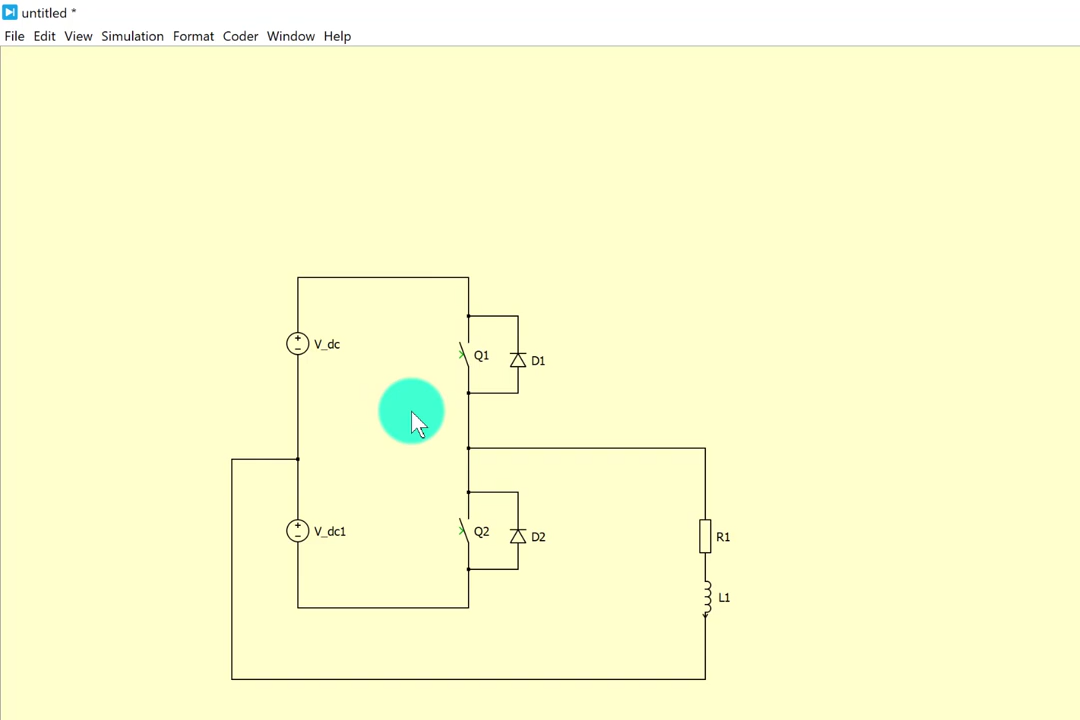 untitled *
File Edit View Simulation Format Coder Window Help
V_dc
Q1
D1
V_dc1
Q2
D2
R1
L1